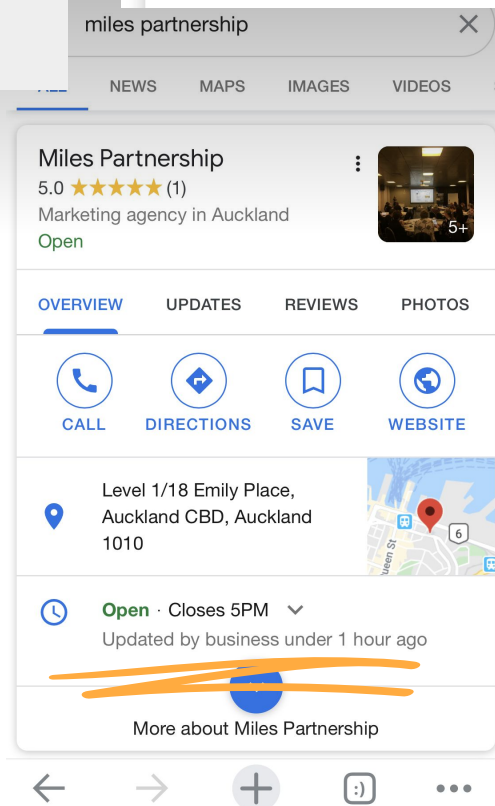 miles partnership
NEWS MAPS IMAGES VIDEOS
Miles Partnership
5.0 ★★★★★ (1)
Marketing agency in Auckland
Open
5+
OVERVIEW UPDATES REVIEWS PHOTOS
CALL DIRECTIONS SAVE WEBSITE
Level 1/18 Emily Place,
Auckland CBD, Auckland
1010
6
ueen St
Open · Closes 5PM
Updated by business under 1 hour ago
More about Miles Partnership
:)